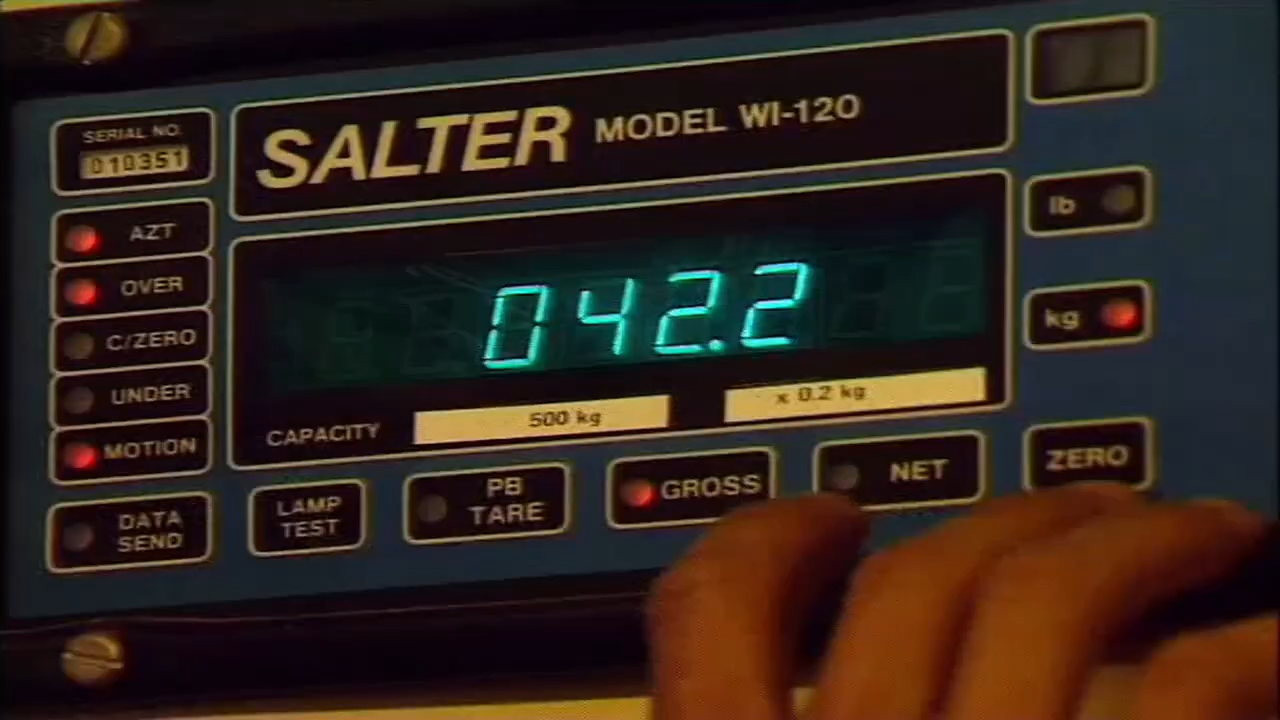 SERIAL NO.
010351
SALTER MODEL WI-120
AZT
OVER
C/ZERO
UNDER
MOTION
DATA
SEND
042.2
CAPACITY
500 kg
x 0.2 kg
lb
kg
LAMP
TEST
PB
TARE
GROSS
NET
ZERO